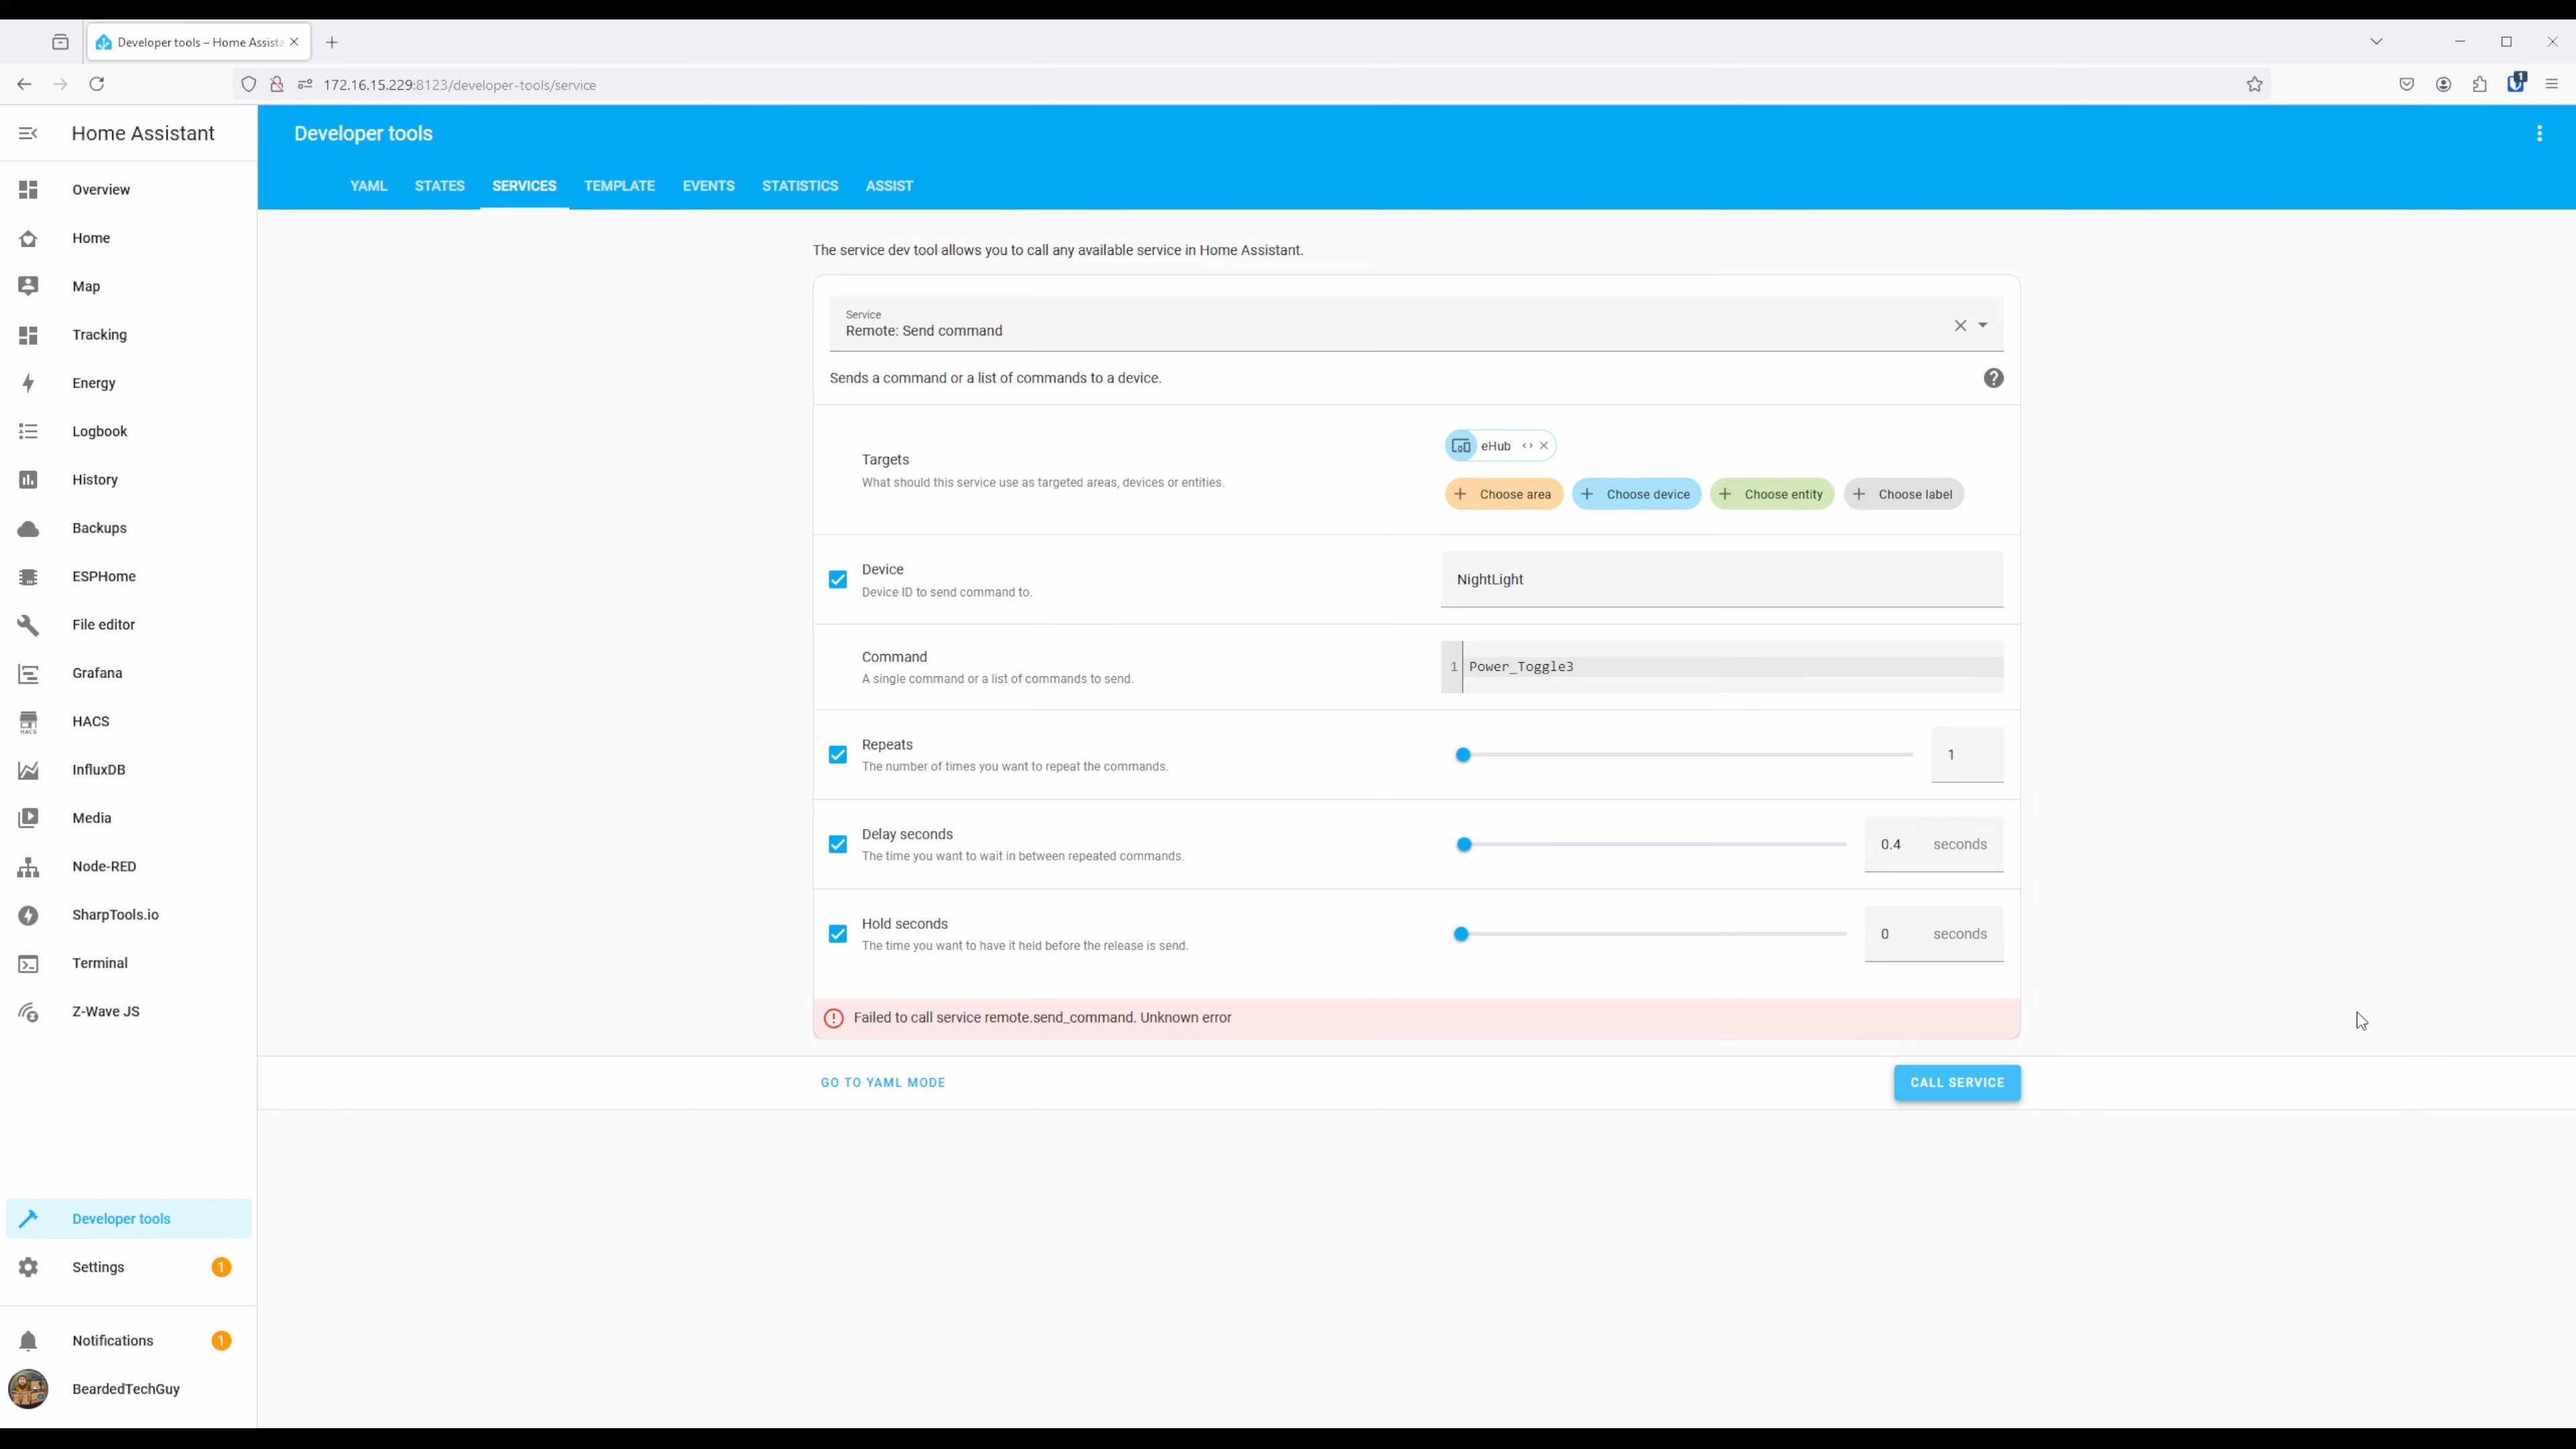 Developer tools – Home Assista
172.16.15.229:8123/developer-tools/service
1
Home Assistant
Developer tools
YAML
STATES
SERVICES
TEMPLATE
EVENTS
STATISTICS
ASSIST
Overview
Home
Map
Tracking
Energy
Logbook
History
Backups
ESPHome
File editor
Grafana
HACS
HACS
InfluxDB
Media
Node-RED
SharpTools.io
Terminal
Z-Wave JS
Developer tools
Settings
1
Notifications
1
BeardedTechGuy
The service dev tool allows you to call any available service in Home Assistant.
Service
Remote: Send command
Sends a command or a list of commands to a device.
Targets
What should this service use as targeted areas, devices or entities.
eHub
Choose area
Choose device
Choose entity
Choose label
Device
Device ID to send command to.
NightLight
Command
A single command or a list of commands to send.
1 Power_Toggle3
Repeats
The number of times you want to repeat the commands.
1
Delay seconds
The time you want to wait in between repeated commands.
0.4 seconds
Hold seconds
The time you want to have it held before the release is send.
0 seconds
Failed to call service remote.send_command. Unknown error
GO TO YAML MODE
CALL SERVICE